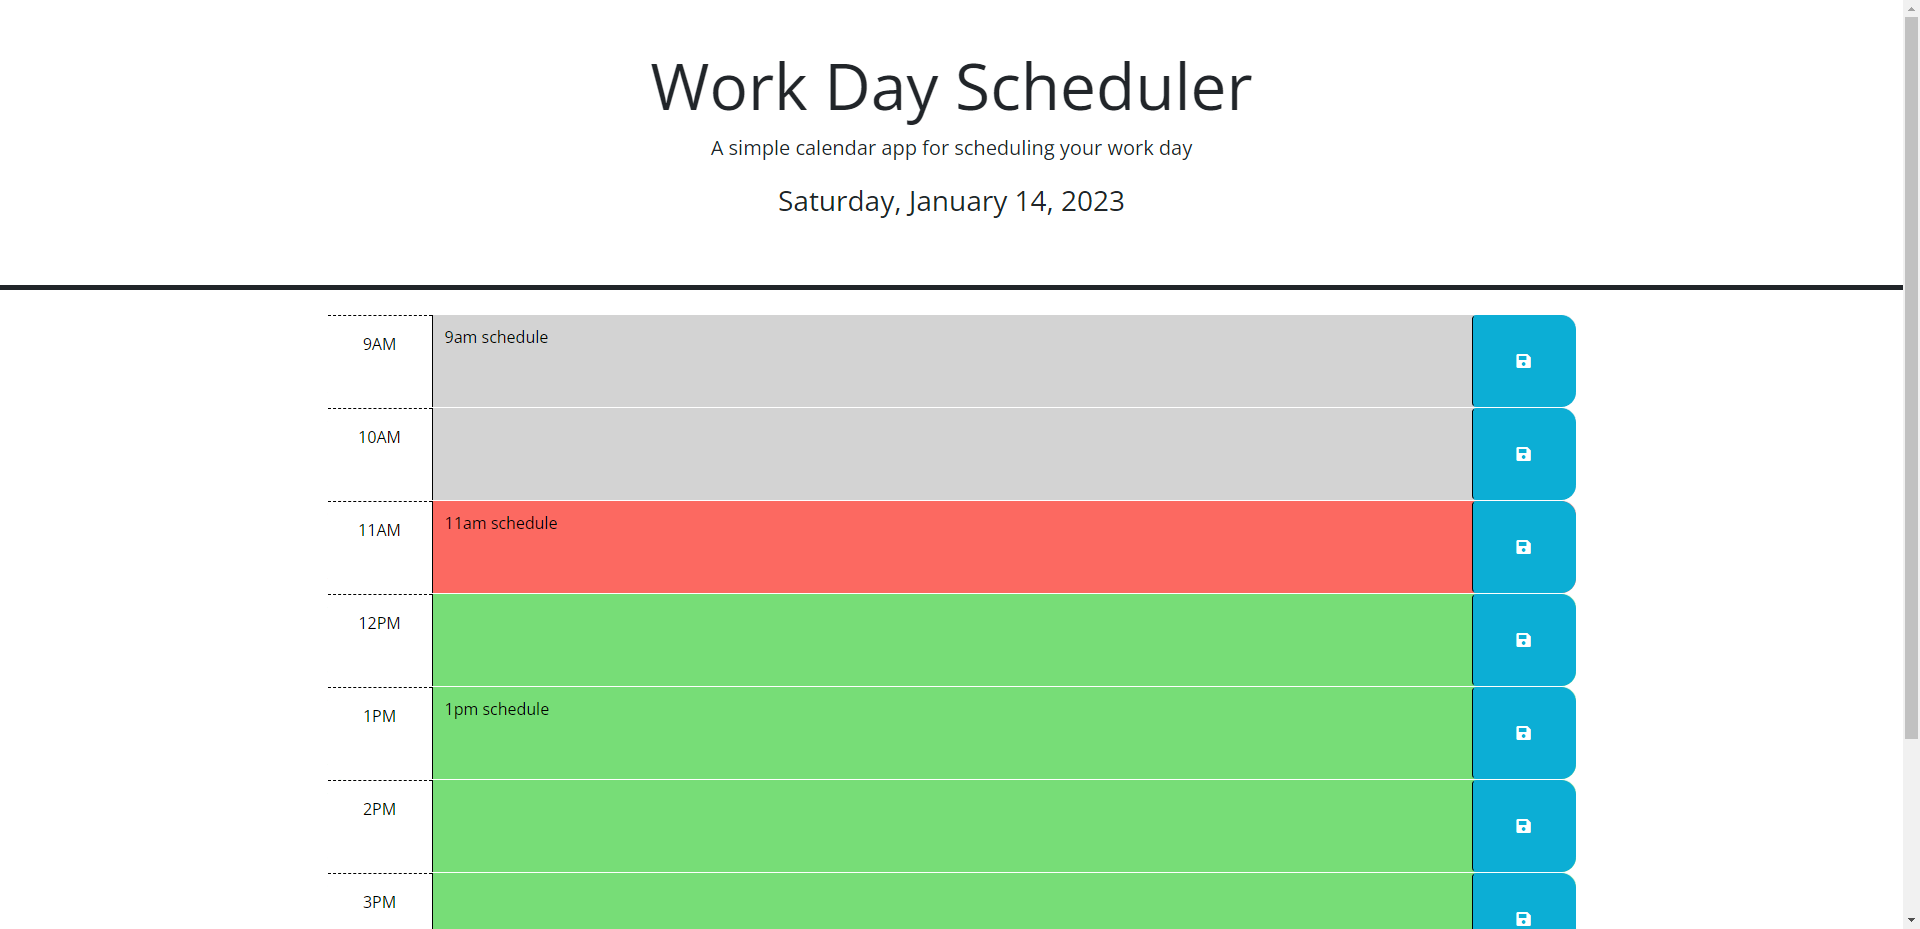 Work Day Scheduler
A simple calendar app for scheduling your work day
Saturday, January 14, 2023
9AM
9am schedule
10AM
11AM
11am schedule
12PM
1PM
1pm schedule
2PM
3PM